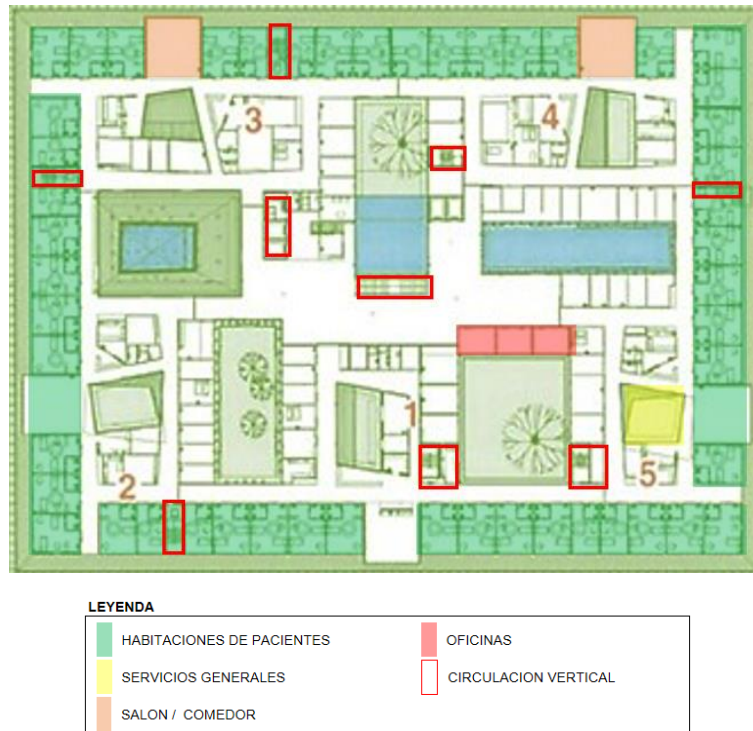 3
4
1
2
5
LEYENDA
HABITACIONES DE PACIENTES
OFICINAS
SERVICIOS GENERALES
CIRCULACION VERTICAL
SALON / COMEDOR